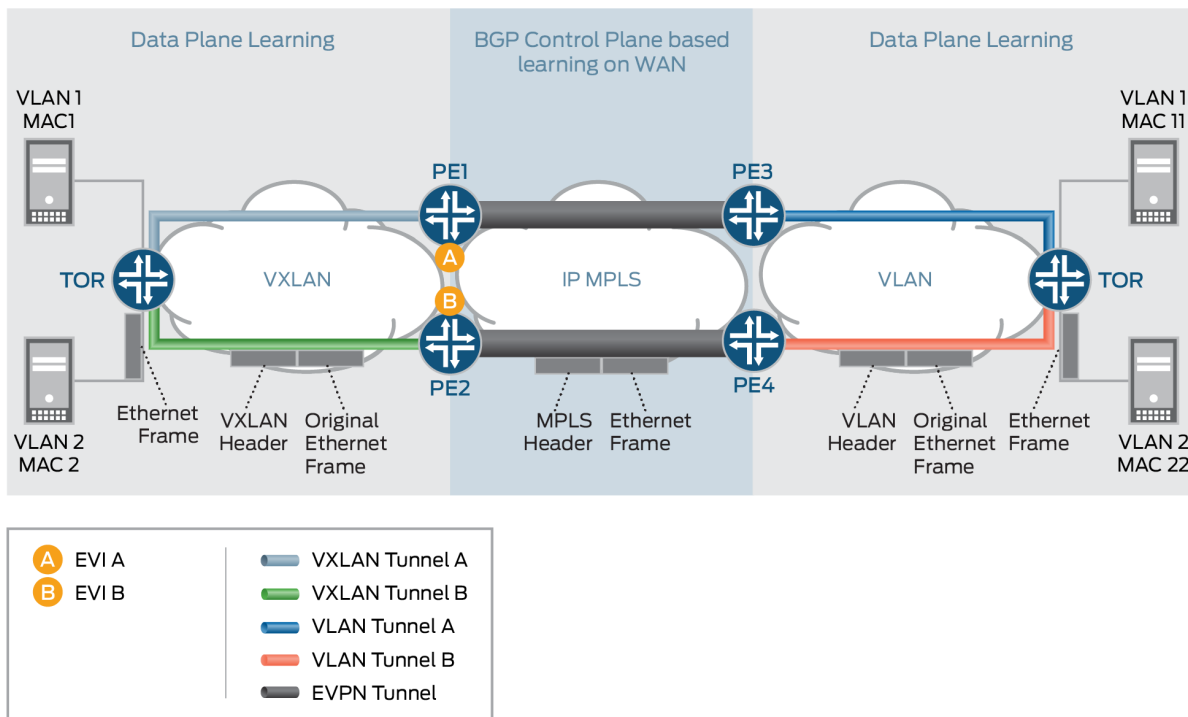 Data Plane Learning
BGP Control Plane based
learning on WAN
Data Plane Learning
VLAN 1
MAC1
VLAN 1
MAC 11
PE1
PE3
A
TOR
VXLAN
IP MPLS
VLAN
TOR
B
PE2
PE4
VLAN 2
MAC 2
Ethernet
Frame
VXLAN
Header
Original
Ethernet
Frame
MPLS
Header
Ethernet
Frame
VLAN
Header
Original
Ethernet
Frame
Ethernet
Frame
VLAN 2
MAC 22
A EVI A
B EVI B
VXLAN Tunnel A
VXLAN Tunnel B
VLAN Tunnel A
VLAN Tunnel B
EVPN Tunnel